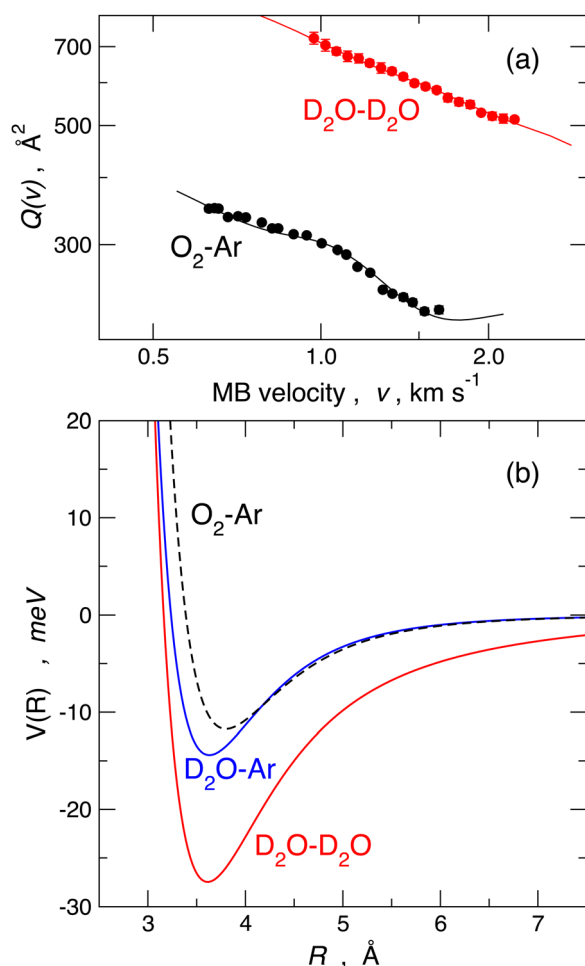 700
(a)
D₂O-D₂O
500
Q(v) , Å²
O₂-Ar
300
0.5 1.0 2.0
MB velocity , v , km s⁻¹
20
(b)
O₂-Ar
10
0
V(R) , meV
-10
D₂O-Ar
-20
D₂O-D₂O
-30
3 4 5 6 7
R , Å